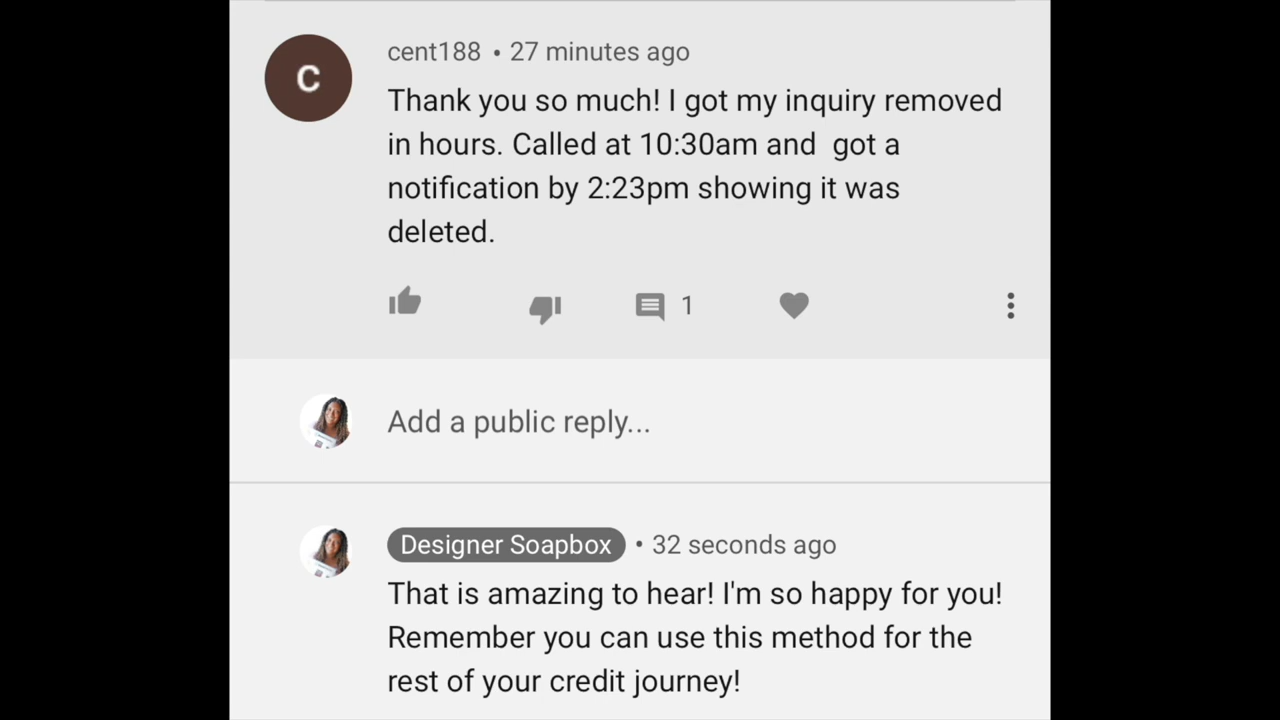 C
cent188 • 27 minutes ago
Thank you so much! I got my inquiry removed
in hours. Called at 10:30am and  got a
notification by 2:23pm showing it was
deleted.
1
Add a public reply...
Designer Soapbox • 32 seconds ago
That is amazing to hear! I'm so happy for you!
Remember you can use this method for the
rest of your credit journey!